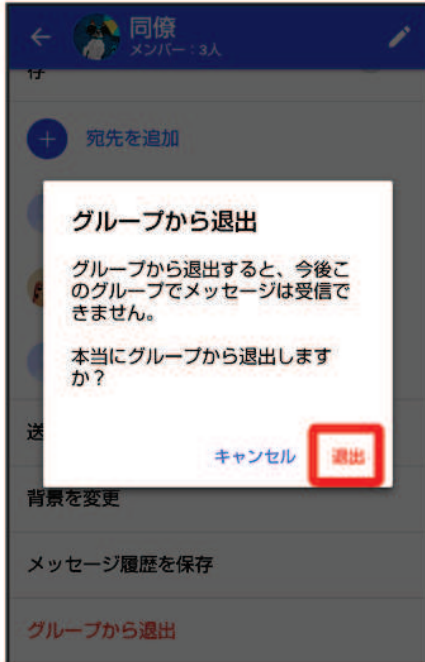 同僚
メンバー：3人
存
宛先を追加
グループから退出
グループから退出すると、今後こ
のグループでメッセージは受信で
きません。
本当にグループから退出します
か？
キャンセル
退出
送
背景を変更
メッセージ履歴を保存
グループから退出